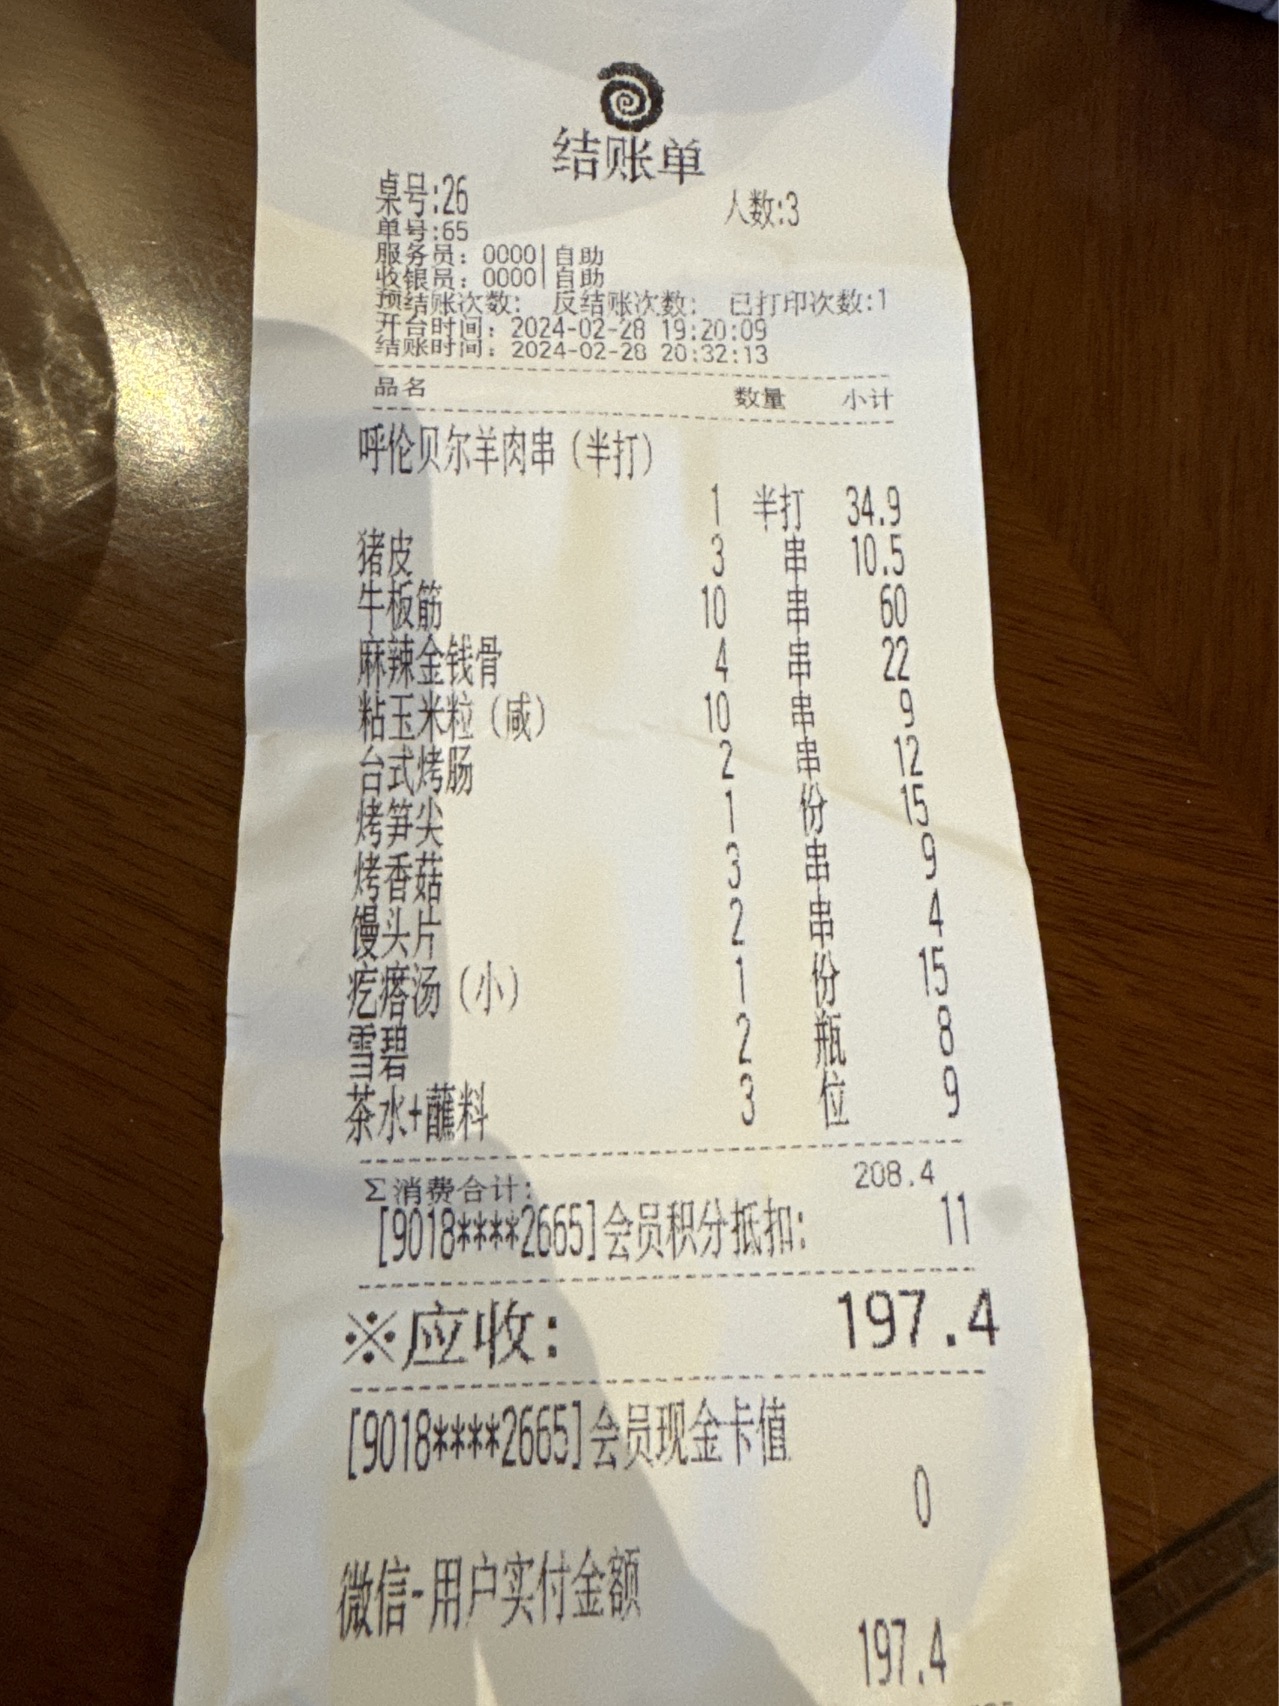 结账单
桌号:26 人数:3
单号:65
服务员: 0000|自助
收银员: 0000|自助
预结账次数: 反结账次数: 已打印次数:1
开台时间: 2024-02-28 19:20:09
结账时间: 2024-02-28 20:32:13
品名 数量 小计
呼伦贝尔羊肉串(半打)
1 半打 34.9
猪皮 3 串 10.5
牛板筋 10 串 60
麻辣金钱骨 4 串 22
粘玉米粒(咸) 10 串 9
台式烤肠 2 串 12
烤笋尖 1 份 15
烤香菇 3 串 9
馒头片 2 串 4
疙瘩汤(小) 1 份 15
雪碧 2 瓶 8
茶水+蘸料 3 位 9
Σ消费合计: 208.4
[9018****2665]会员积分抵扣: 11
※应收: 197.4
[9018****2665]会员现金卡值
0
微信-用户实付金额
197.4